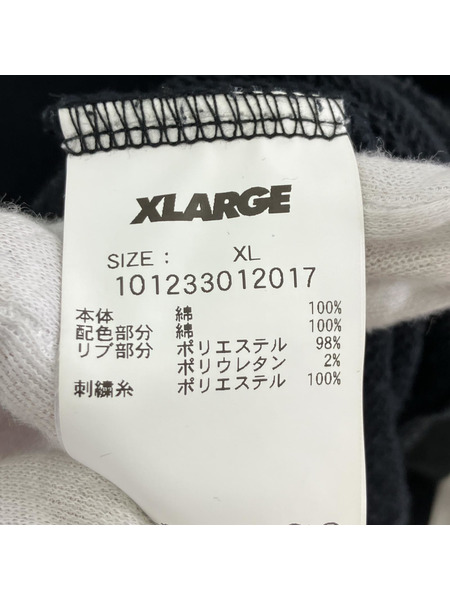 XLARGE
SIZE : XL
101233012017
本体 綿 100%
配色部分 綿 100%
リブ部分 ポリエステル 98%
ポリウレタン 2%
刺繍糸 ポリエステル 100%